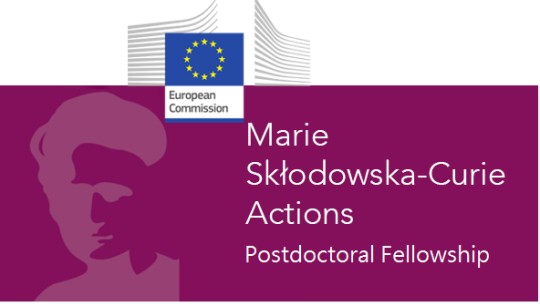 European
Commission
Marie
Skłodowska-Curie
Actions
Postdoctoral Fellowship